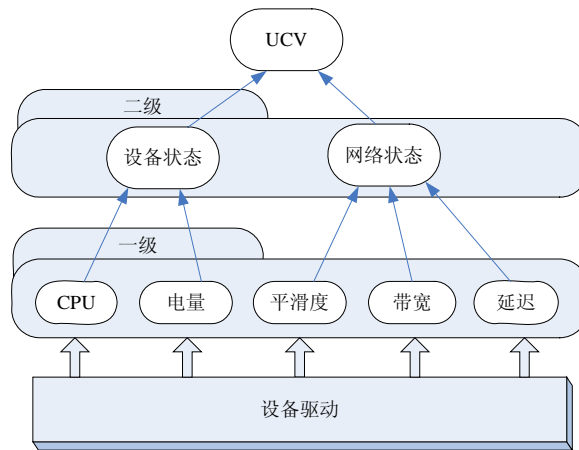 UCV
二级
设备状态
网络状态
一级
CPU
电量
平滑度
带宽
延迟
设备驱动